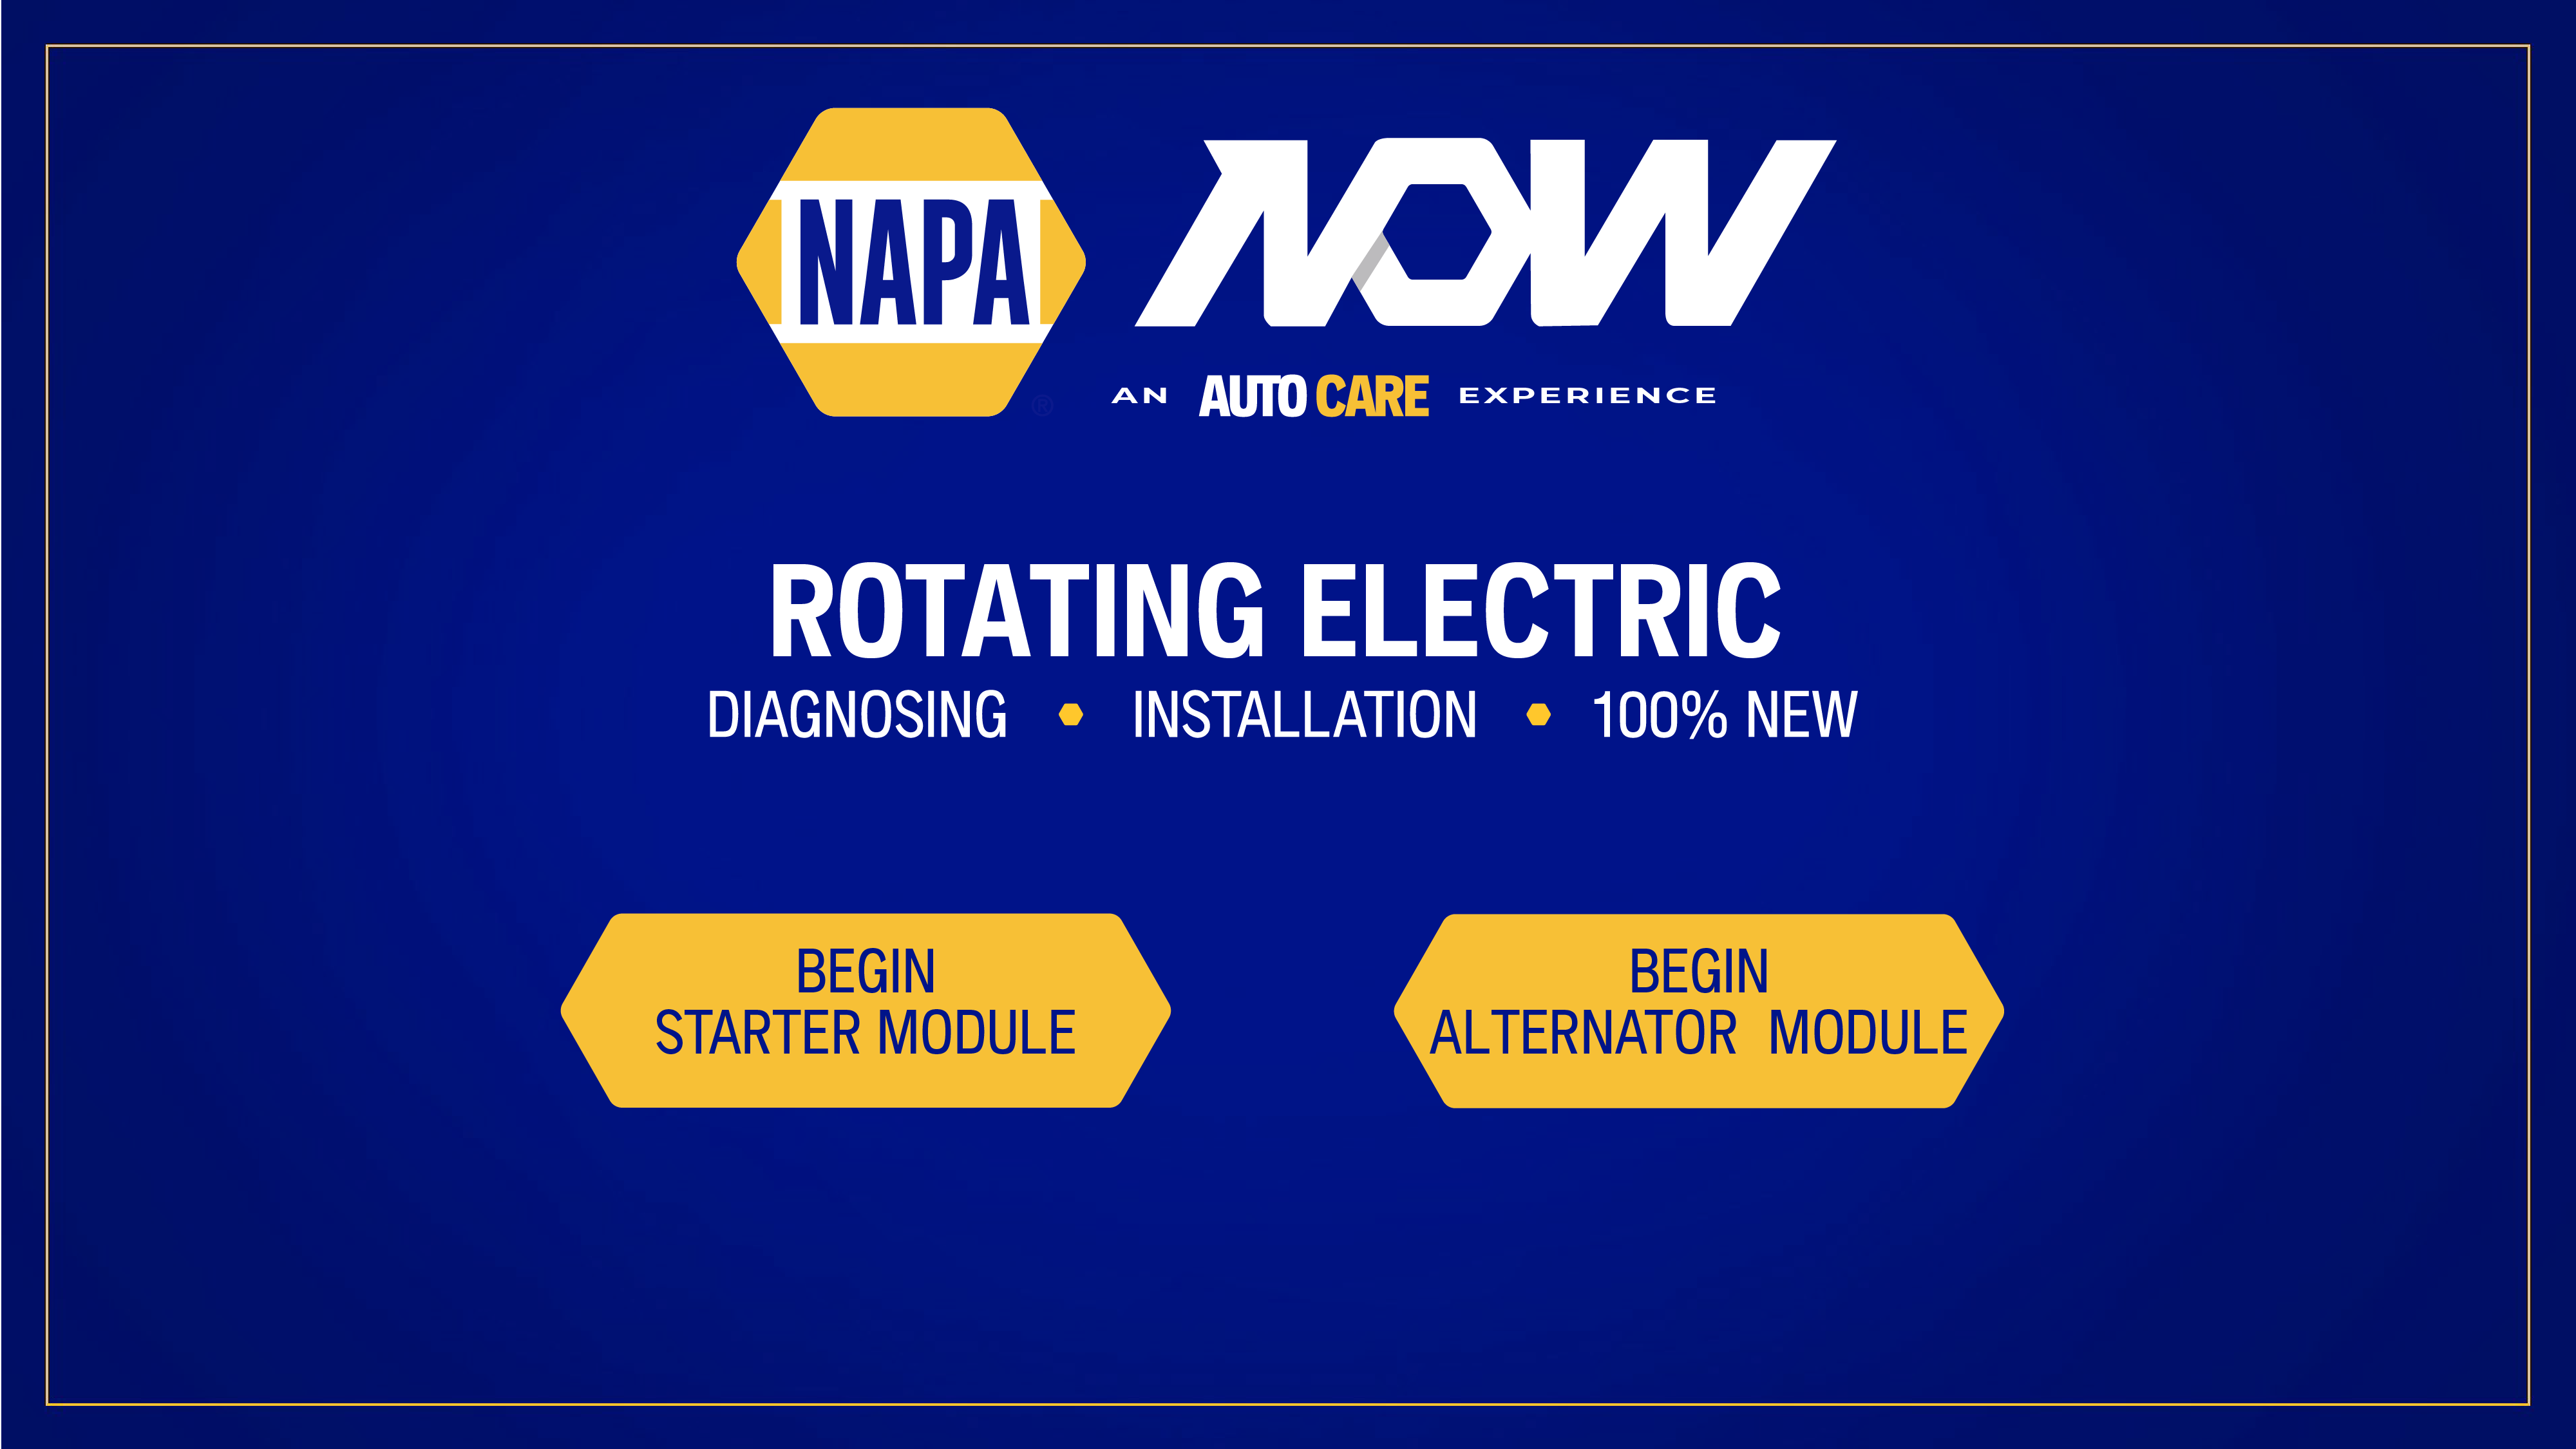 NAPA NOW
®
AN AUTO CARE EXPERIENCE
ROTATING ELECTRIC
DIAGNOSING • INSTALLATION • 100% NEW
BEGIN
STARTER MODULE
BEGIN
ALTERNATOR MODULE